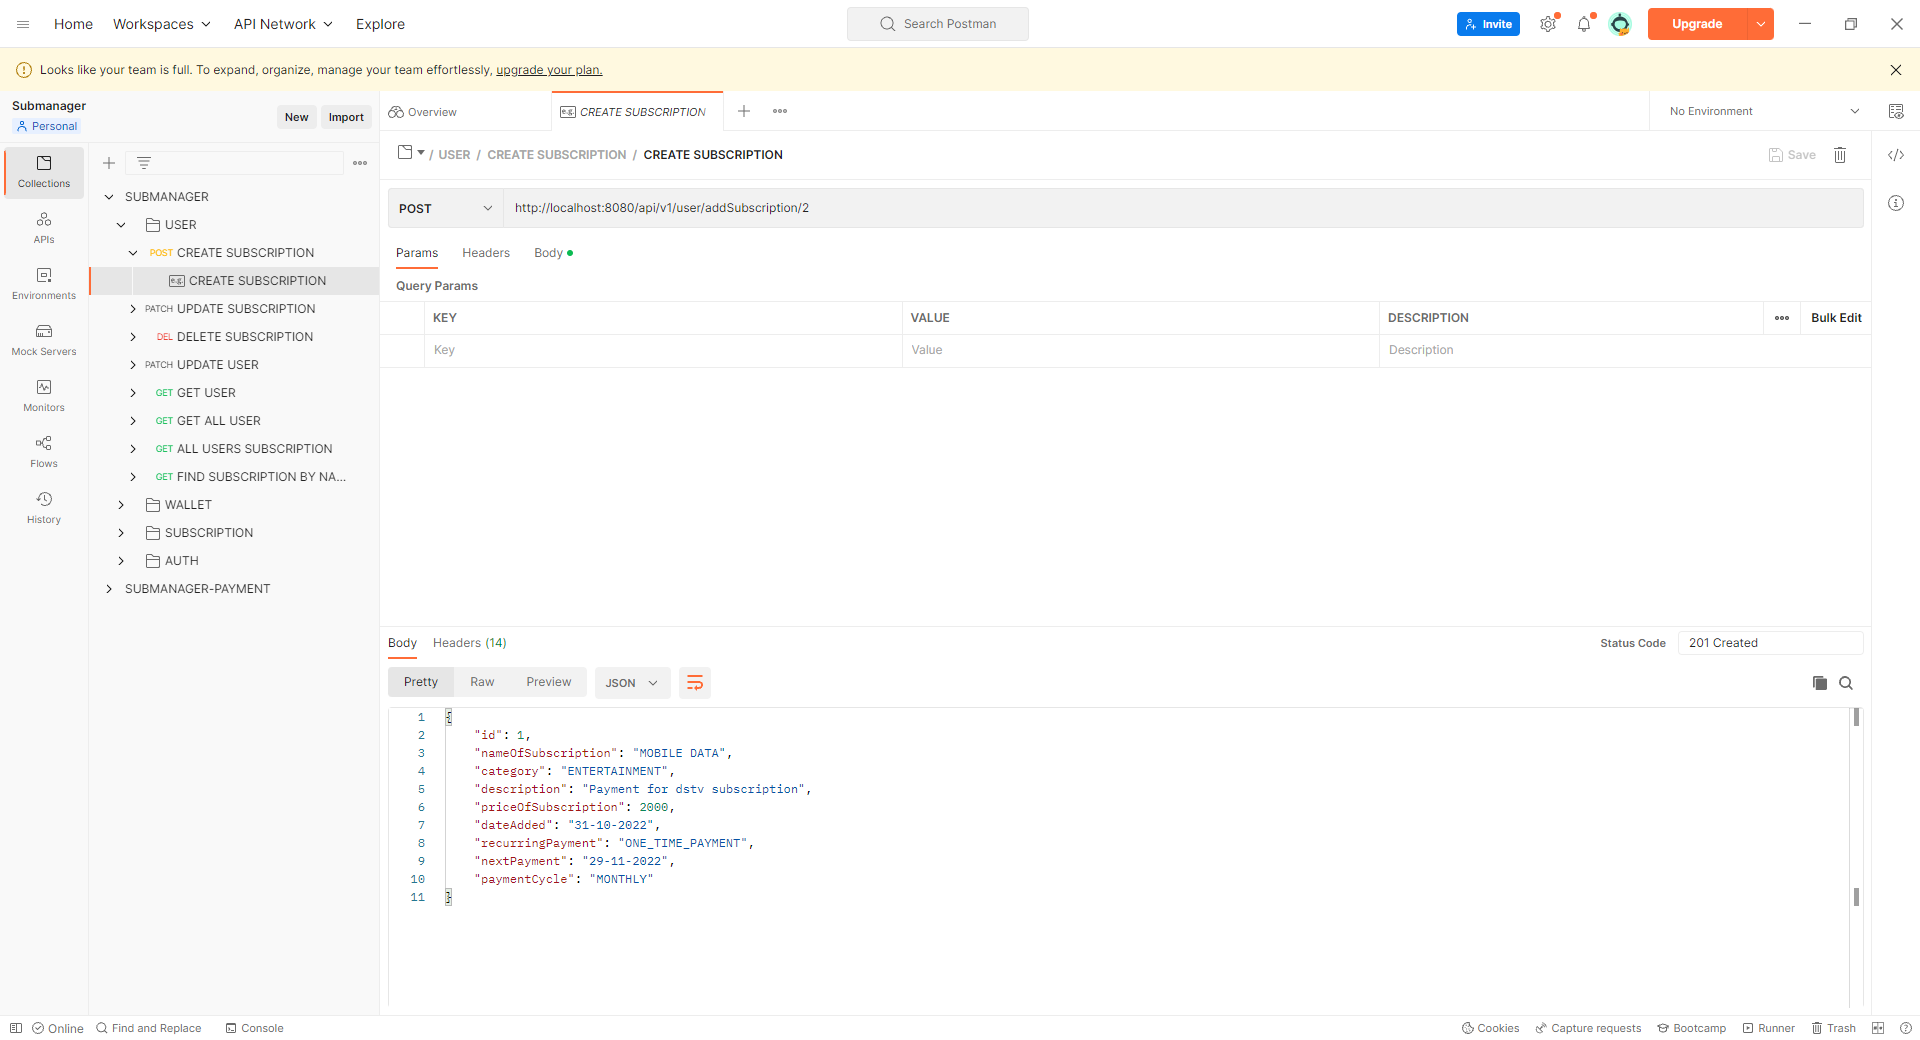 Home Workspaces API Network Explore Search Postman Invite Upgrade
Looks like your team is full. To expand, organize, manage your team effortlessly, upgrade your plan.
Submanager
Personal
New Import
Overview
e.g. CREATE SUBSCRIPTION
No Environment
Collections
APIs
Environments
Mock Servers
Monitors
Flows
History
SUBMANAGER
USER
POST CREATE SUBSCRIPTION
e.g. CREATE SUBSCRIPTION
PATCH UPDATE SUBSCRIPTION
DEL DELETE SUBSCRIPTION
PATCH UPDATE USER
GET GET USER
GET GET ALL USER
GET ALL USERS SUBSCRIPTION
GET FIND SUBSCRIPTION BY NA...
WALLET
SUBSCRIPTION
AUTH
SUBMANAGER-PAYMENT
/ USER / CREATE SUBSCRIPTION / CREATE SUBSCRIPTION
Save
POST http://localhost:8080/api/v1/user/addSubscription/2
Params Headers Body
Query Params
KEY VALUE DESCRIPTION Bulk Edit
Key Value Description
Body Headers (14) Status Code 201 Created
Pretty Raw Preview JSON
1 {
2 "id": 1,
3 "nameOfSubscription": "MOBILE DATA",
4 "category": "ENTERTAINMENT",
5 "description": "Payment for dstv subscription",
6 "priceOfSubscription": 2000,
7 "dateAdded": "31-10-2022",
8 "recurringPayment": "ONE_TIME_PAYMENT",
9 "nextPayment": "29-11-2022",
10 "paymentCycle": "MONTHLY"
11 }
Online Find and Replace Console Cookies Capture requests Bootcamp Runner Trash